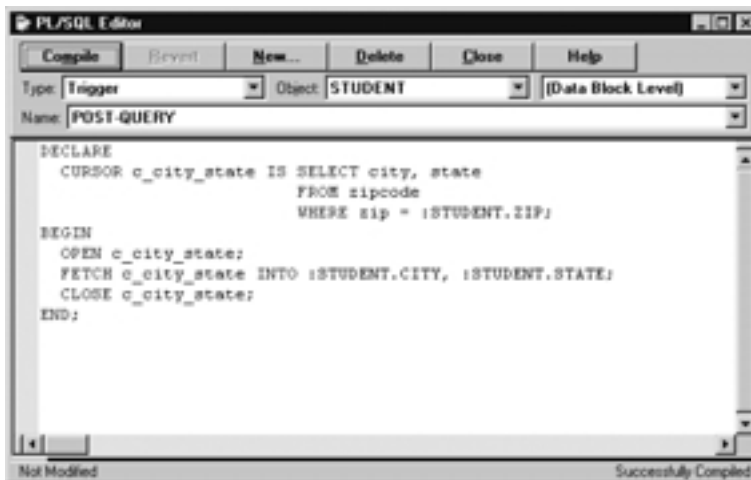 PL/SQL Editor
Compile Revert New... Delete Close Help
Type: Trigger Object: STUDENT (Data Block Level)
Name: POST-QUERY
DECLARE
CURSOR c_city_state IS SELECT city, state
FROM zipcode
WHERE zip = :STUDENT.ZIP;
BEGIN
OPEN c_city_state;
FETCH c_city_state INTO :STUDENT.CITY, :STUDENT.STATE;
CLOSE c_city_state;
END;
Not Modified Successfully Compiled